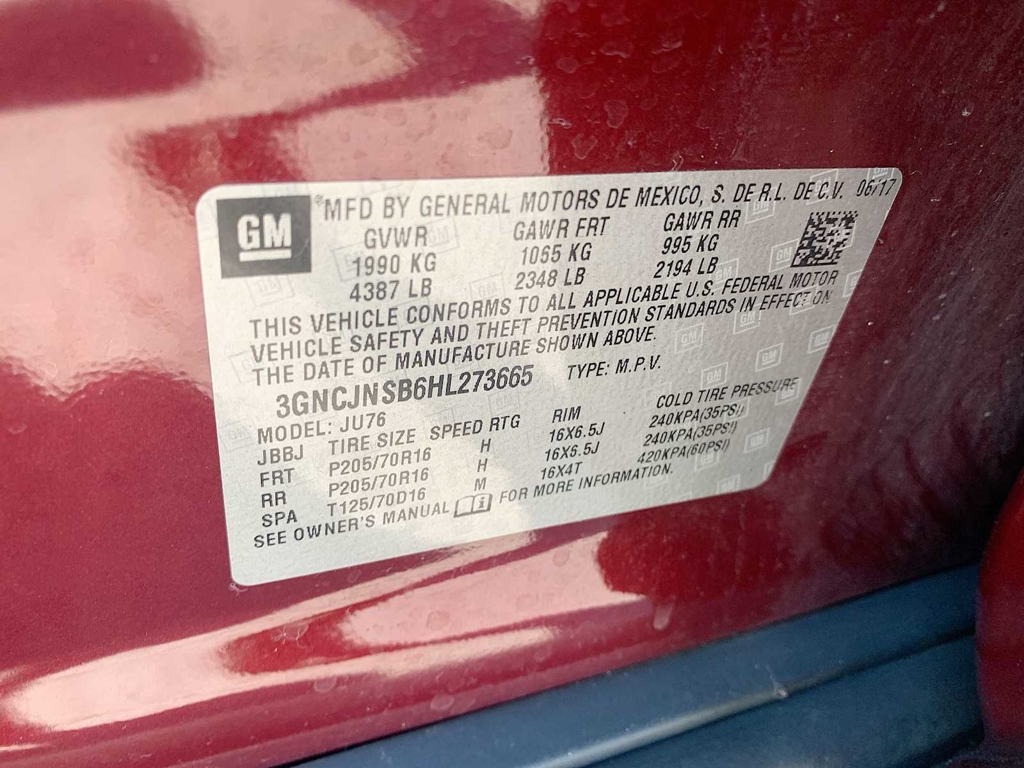 GM ®MFD BY GENERAL MOTORS DE MEXICO, S. DE R.L. DE C.V. 06/17
GVWR GAWR FRT GAWR RR
1990 KG 1065 KG 995 KG
4387 LB 2348 LB 2194 LB
THIS VEHICLE CONFORMS TO ALL APPLICABLE U.S. FEDERAL MOTOR
VEHICLE SAFETY AND THEFT PREVENTION STANDARDS IN EFFECT ON
THE DATE OF MANUFACTURE SHOWN ABOVE.
3GNCJNSB6HL273665 TYPE: M.P.V.
MODEL: JU76
JBBJ TIRE SIZE SPEED RTG RIM COLD TIRE PRESSURE
FRT P205/70R16 H 16X6.5J 240KPA(35PSI)
RR P205/70R16 H 16X6.5J 240KPA(35PSI)
SPA T125/70D16 M 16X4T 420KPA(60PSI)
SEE OWNER'S MANUAL FOR MORE INFORMATION.